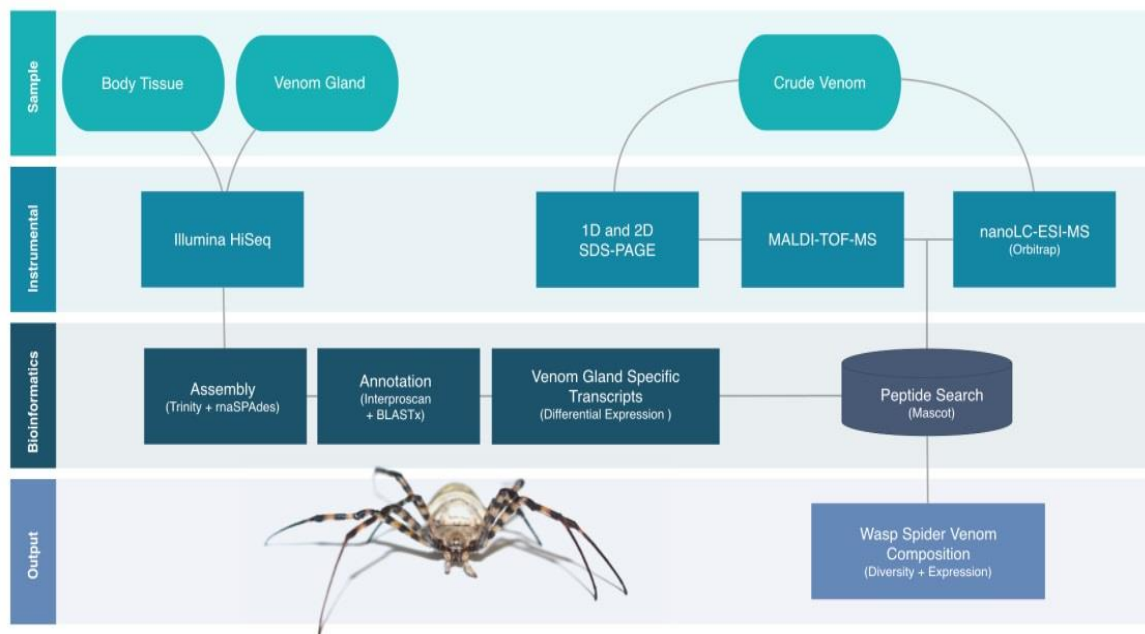 Sample
Body Tissue
Venom Gland
Crude Venom
Instrumental
Illumina HiSeq
1D and 2D
SDS-PAGE
MALDI-TOF-MS
nanoLC-ESI-MS
(Orbitrap)
Bioinformatics
Assembly
(Trinity + rnaSPAdes)
Annotation
(Interproscan
+ BLASTx)
Venom Gland Specific
Transcripts
(Differential Expression )
Peptide Search
(Mascot)
Output
Wasp Spider Venom
Composition
(Diversity + Expression)